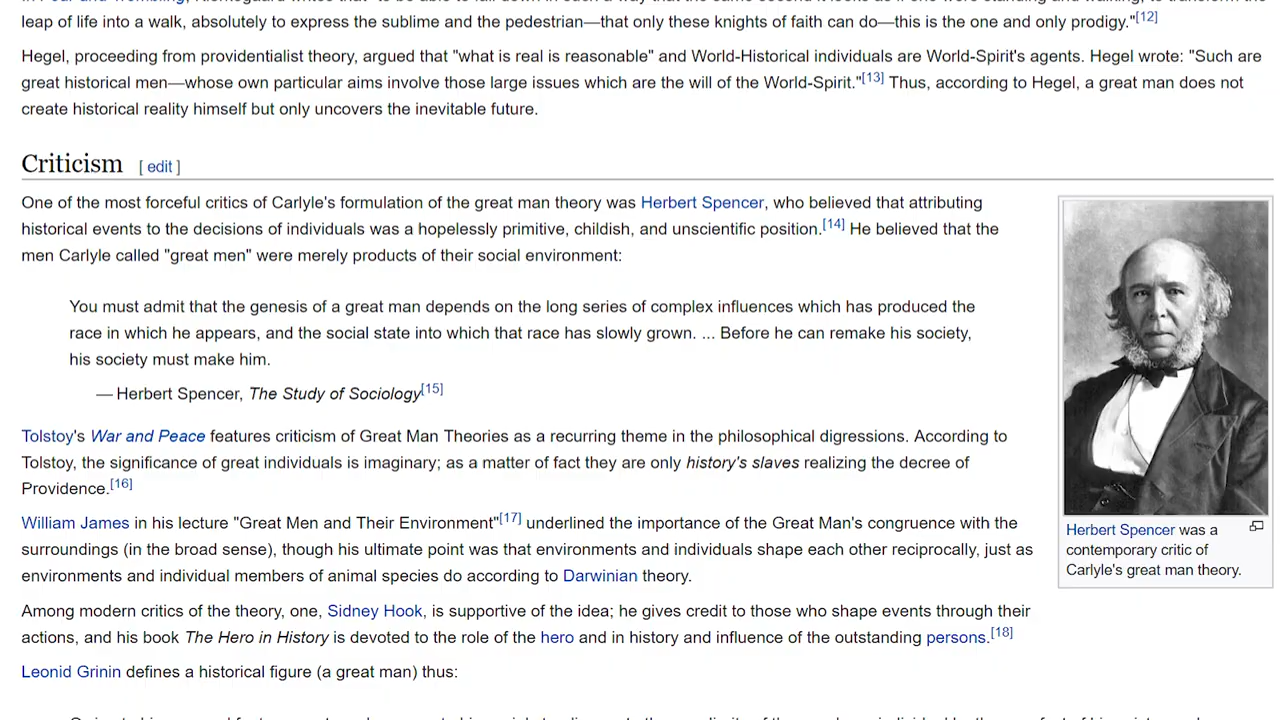 leap of life into a walk, absolutely to express the sublime and the pedestrian—that only these knights of faith can do—this is the one and only prodigy."[12]
Hegel, proceeding from providentialist theory, argued that "what is real is reasonable" and World-Historical individuals are World-Spirit's agents. Hegel wrote: "Such are
great historical men—whose own particular aims involve those large issues which are the will of the World-Spirit."[13] Thus, according to Hegel, a great man does not
create historical reality himself but only uncovers the inevitable future.
Criticism [ edit ]
One of the most forceful critics of Carlyle's formulation of the great man theory was Herbert Spencer, who believed that attributing
historical events to the decisions of individuals was a hopelessly primitive, childish, and unscientific position.[14] He believed that the
men Carlyle called "great men" were merely products of their social environment:
You must admit that the genesis of a great man depends on the long series of complex influences which has produced the
race in which he appears, and the social state into which that race has slowly grown. ... Before he can remake his society,
his society must make him.
— Herbert Spencer, The Study of Sociology[15]
Tolstoy's War and Peace features criticism of Great Man Theories as a recurring theme in the philosophical digressions. According to
Tolstoy, the significance of great individuals is imaginary; as a matter of fact they are only history's slaves realizing the decree of
Providence.[16]
William James in his lecture "Great Men and Their Environment"[17] underlined the importance of the Great Man's congruence with the
surroundings (in the broad sense), though his ultimate point was that environments and individuals shape each other reciprocally, just as
environments and individual members of animal species do according to Darwinian theory.
Among modern critics of the theory, one, Sidney Hook, is supportive of the idea; he gives credit to those who shape events through their
actions, and his book The Hero in History is devoted to the role of the hero and in history and influence of the outstanding persons.[18]
Leonid Grinin defines a historical figure (a great man) thus:
Herbert Spencer was a
contemporary critic of
Carlyle's great man theory.